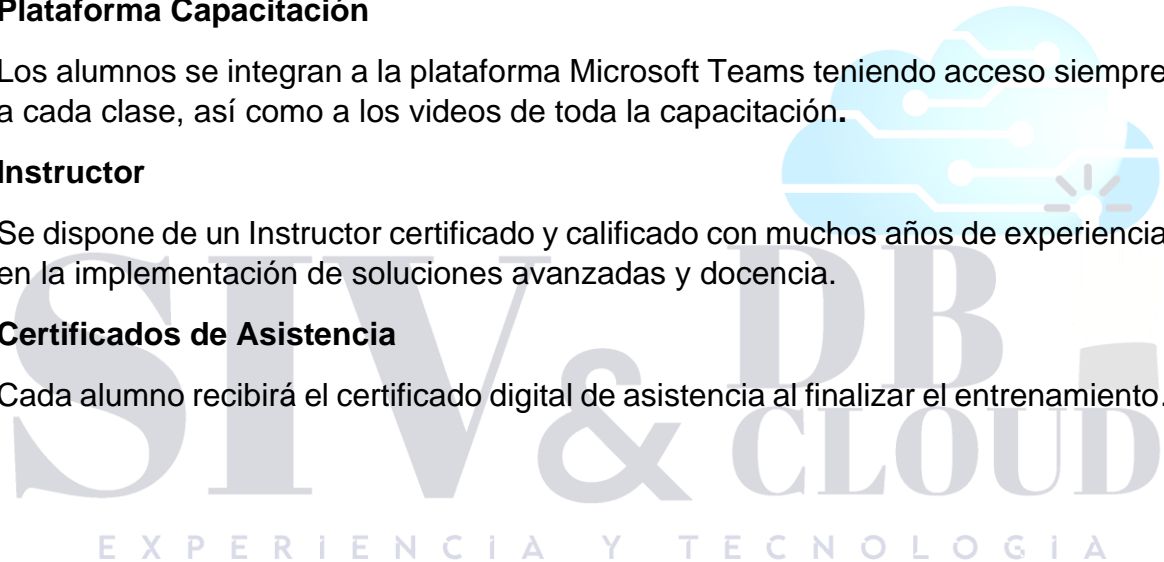 Plataforma Capacitación
Los alumnos se integran a la plataforma Microsoft Teams teniendo acceso siempre
a cada clase, así como a los videos de toda la capacitación.
Instructor
Se dispone de un Instructor certificado y calificado con muchos años de experiencia
en la implementación de soluciones avanzadas y docencia.
Certificados de Asistencia
Cada alumno recibirá el certificado digital de asistencia al finalizar el entrenamiento.
SIV & DB
CLOUD
EXPERIENCIA Y TECNOLOGIA